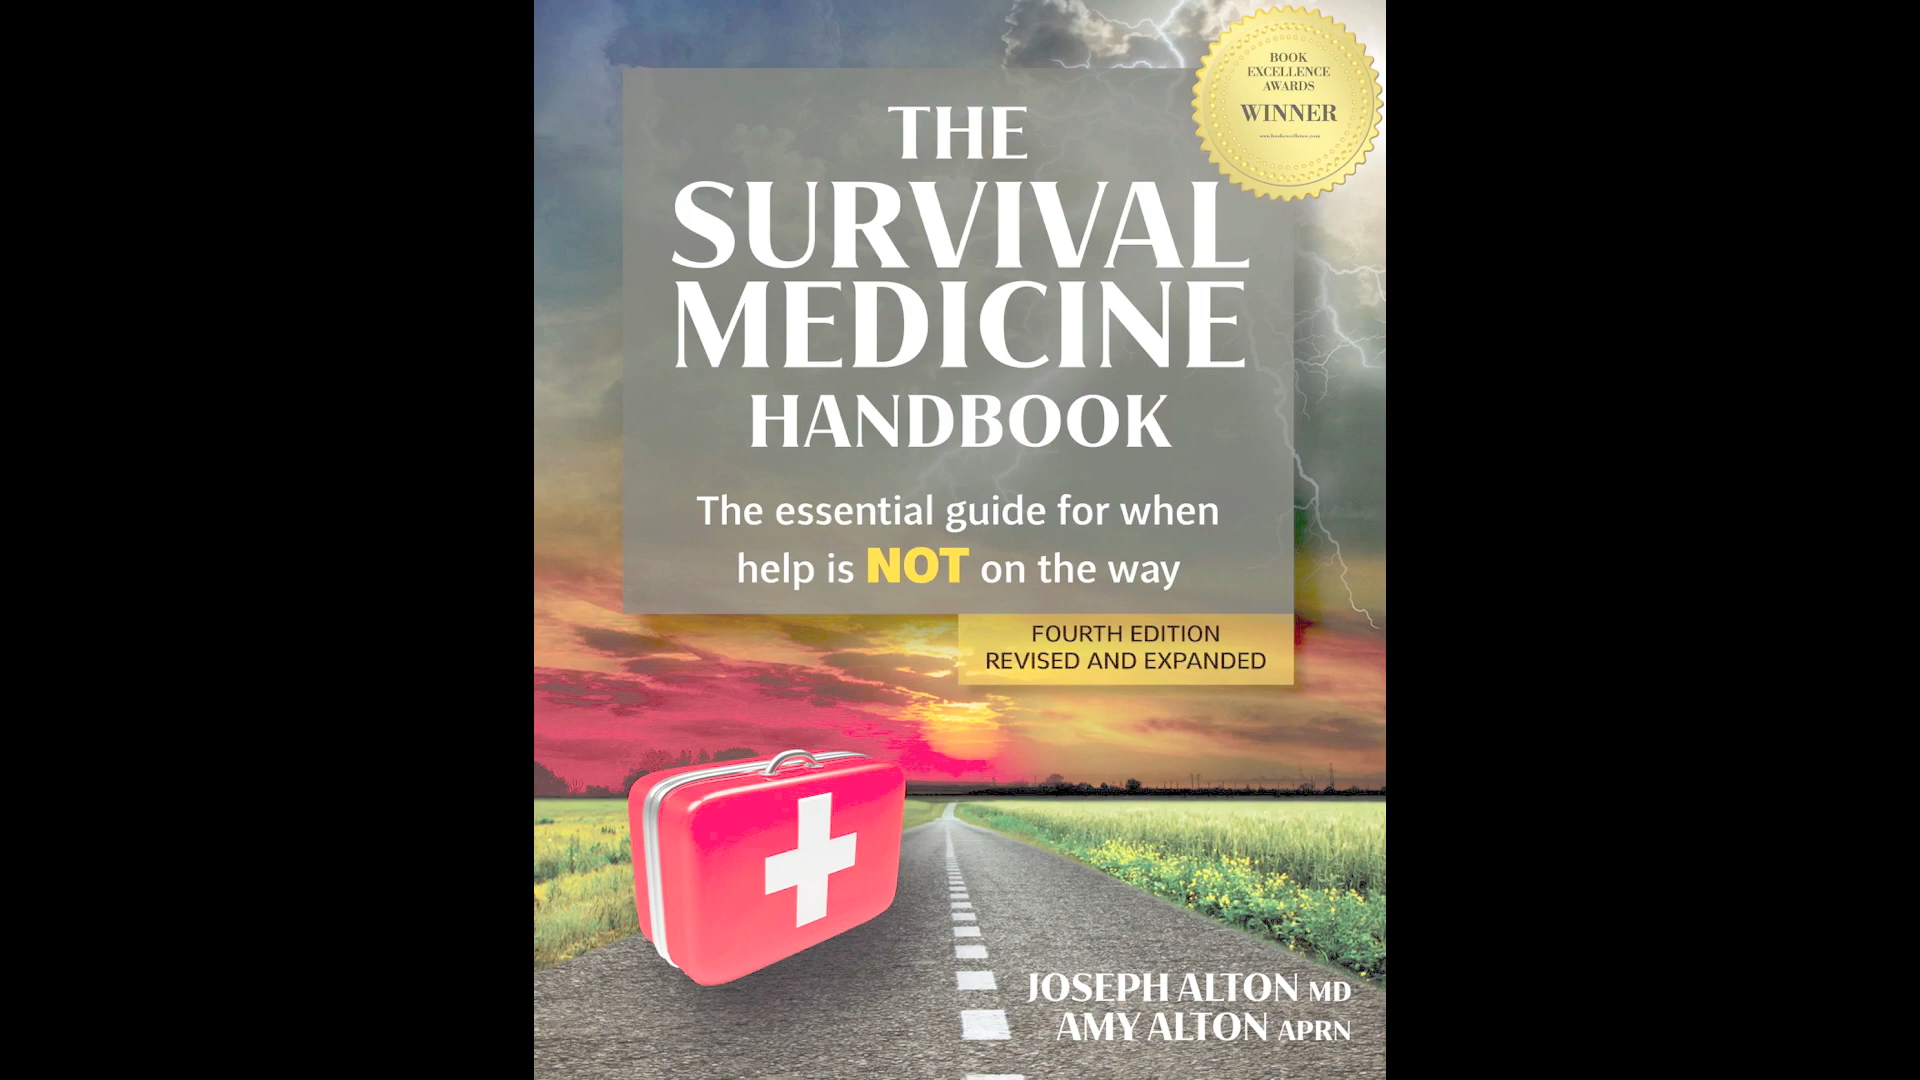 BOOK
EXCELLENCE
AWARDS
WINNER
THE
SURVIVAL
MEDICINE
HANDBOOK
The essential guide for when
help is NOT on the way
FOURTH EDITION
REVISED AND EXPANDED
JOSEPH ALTON MD
AMY ALTON APRN